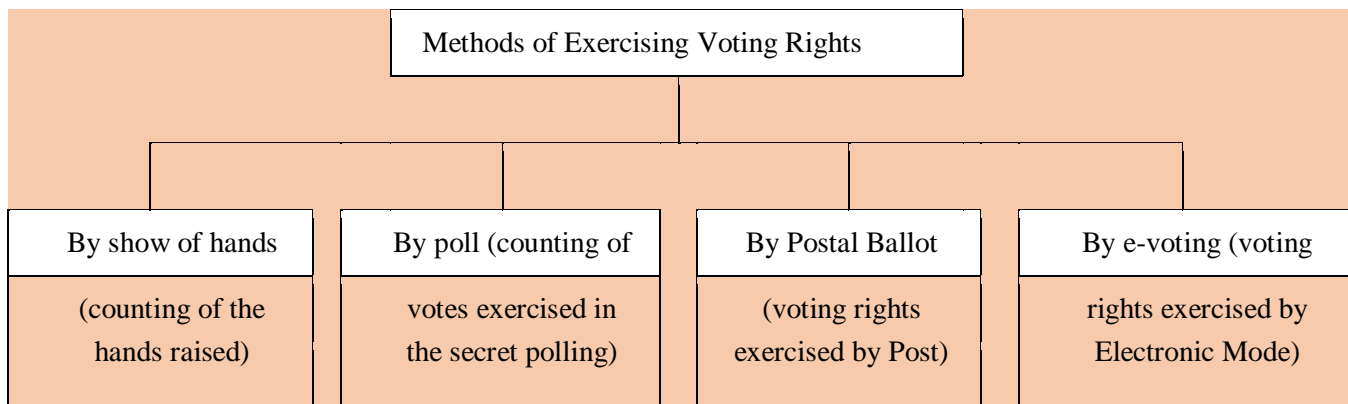 Methods of Exercising Voting Rights
By show of hands
(counting of the
hands raised)
By poll (counting of
votes exercised in
the secret polling)
By Postal Ballot
(voting rights
exercised by Post)
By e-voting (voting
rights exercised by
Electronic Mode)